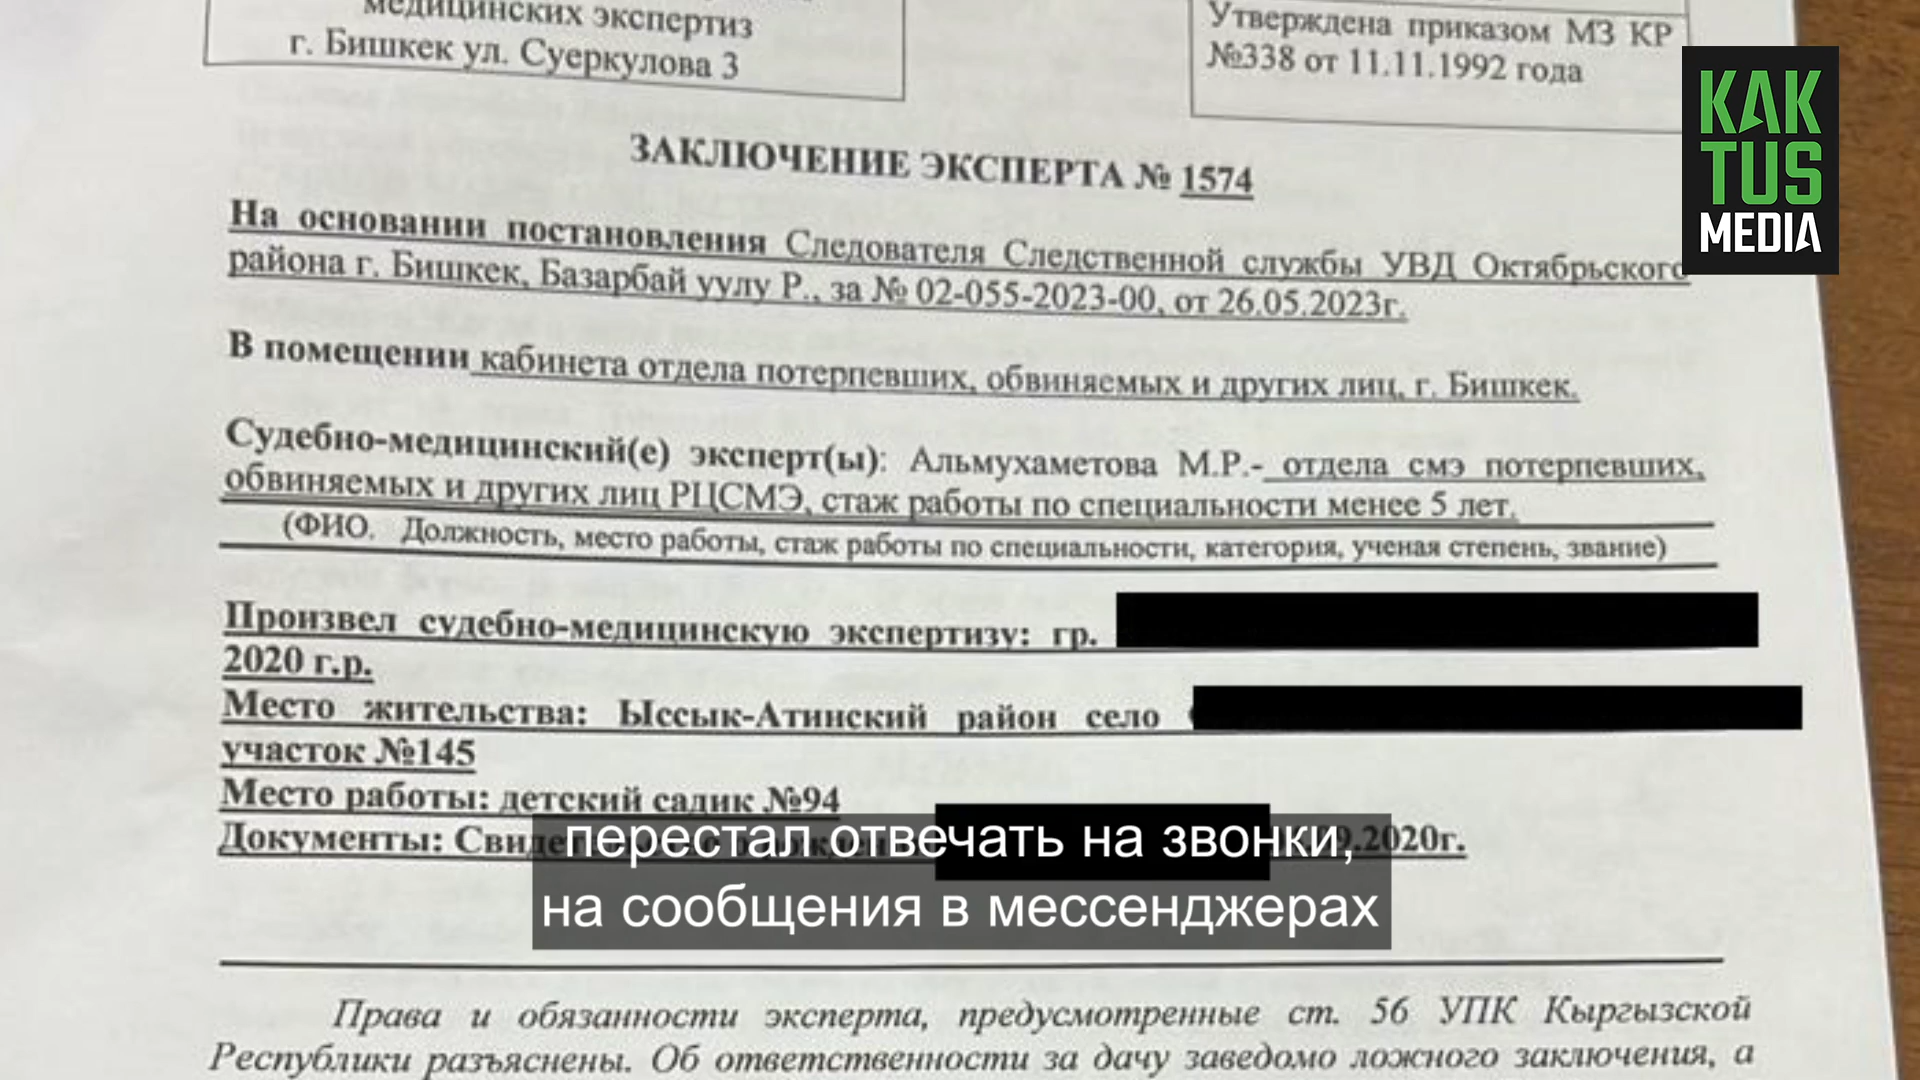 медицинских экспертиз
г. Бишкек ул. Суеркулова 3
Утверждена приказом МЗ КР
№338 от 11.11.1992 года
KAK
TUS
MEDIA
ЗАКЛЮЧЕНИЕ ЭКСПЕРТА № 1574
На основании постановления Следователя Следственной службы УВД Октябрьского
района г. Бишкек, Базарбай уулу Р., за № 02-055-2023-00, от 26.05.2023г.
В помещении кабинета отдела потерпевших, обвиняемых и других лиц, г. Бишкек.
Судебно-медицинский(е) эксперт(ы): Альмухаметова М.Р.- отдела смэ потерпевших,
обвиняемых и других лиц РЦСМЭ, стаж работы по специальности менее 5 лет.
(ФИО. Должность, место работы, стаж работы по специальности, категория, ученая степень, звание)
Произвел судебно-медицинскую экспертизу: гр.
2020 г.р.
Место жительства: Ыссык-Атинский район село
участок №145
Место работы: детский садик №94
Документы: .2020г.
перестал отвечать на звонки,
на сообщения в мессенджерах
Права и обязанности эксперта, предусмотренные ст. 56 УПК Кыргызской
Республики разъяснены. Об ответственности за дачу заведомо ложного заключения, а